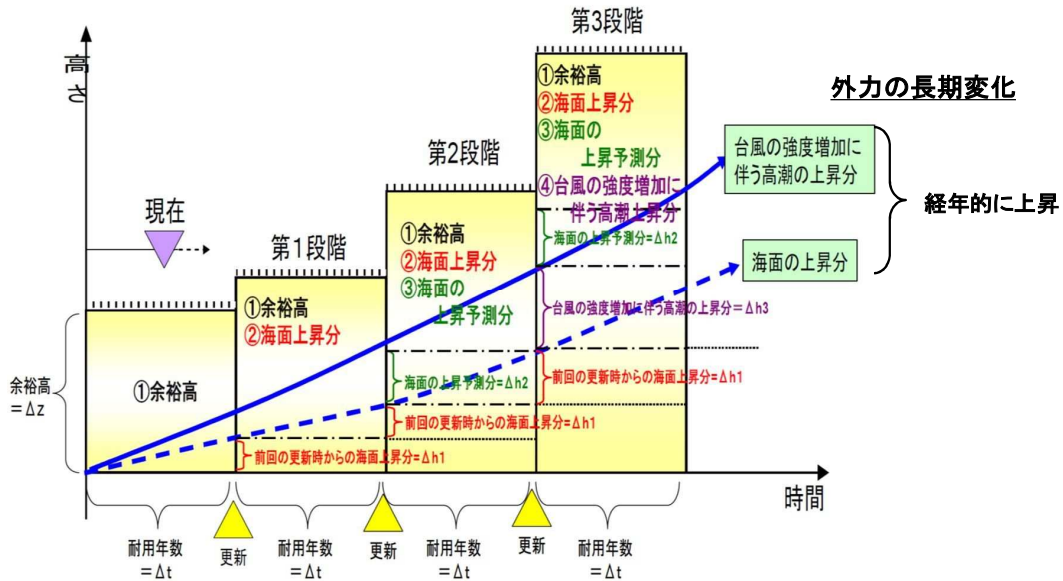 高
さ
第3段階
①余裕高
②海面上昇分
③海面の
上昇予測分
④台風の強度増加に
伴う高潮上昇分
海面の上昇予測分=Δh2
台風の強度増加に伴う高潮の上昇分=Δh3
前回の更新時からの海面上昇分=Δh1
外力の長期変化
台風の強度増加に
伴う高潮の上昇分
経年的に上昇
海面の上昇分
第2段階
①余裕高
②海面上昇分
③海面の
上昇予測分
海面の上昇予測分=Δh2
前回の更新時からの海面上昇分=Δh1
現在
第1段階
①余裕高
②海面上昇分
前回の更新時からの海面上昇分=Δh1
余裕高
=Δz
①余裕高
時間
耐用年数
=Δt
更新
耐用年数
=Δt
更新
耐用年数
=Δt
更新
耐用年数
=Δt